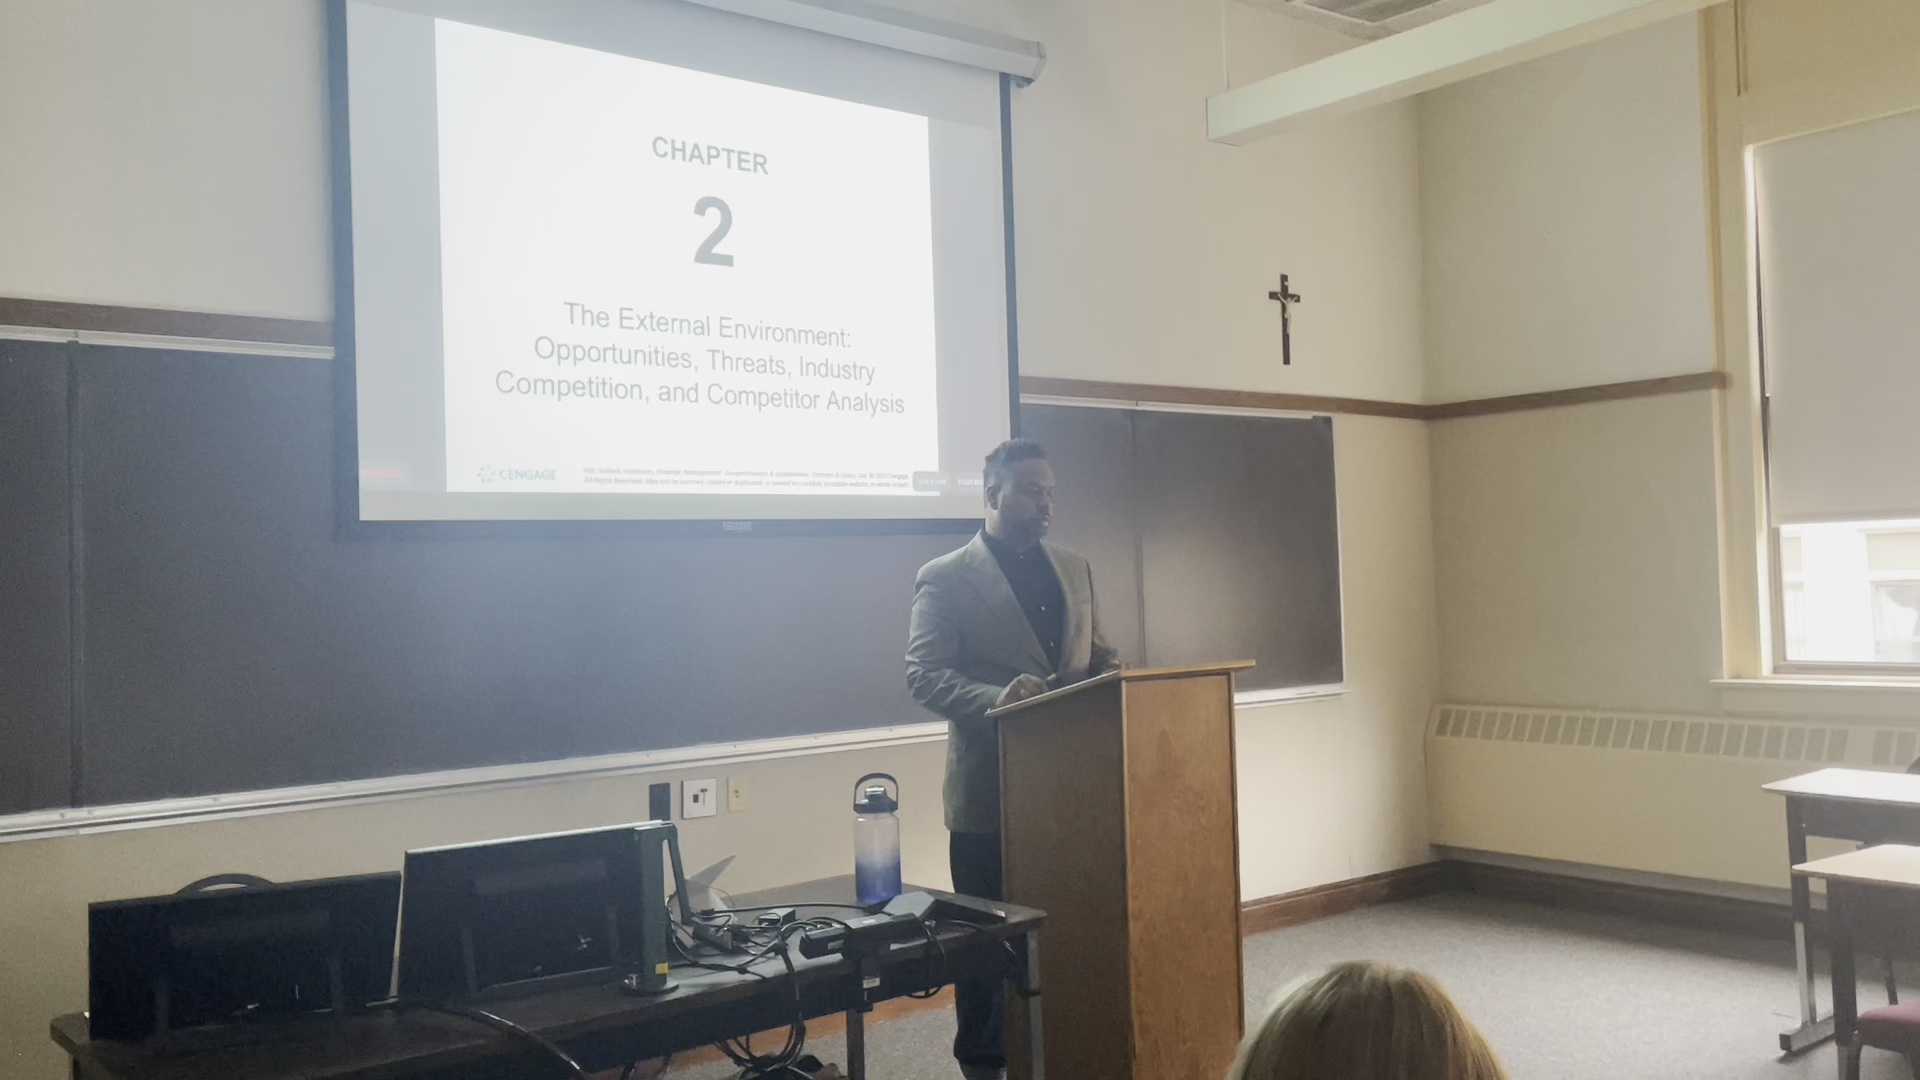 CHAPTER
2
The External Environment:
Opportunities, Threats, Industry
Competition, and Competitor Analysis
CENGAGE